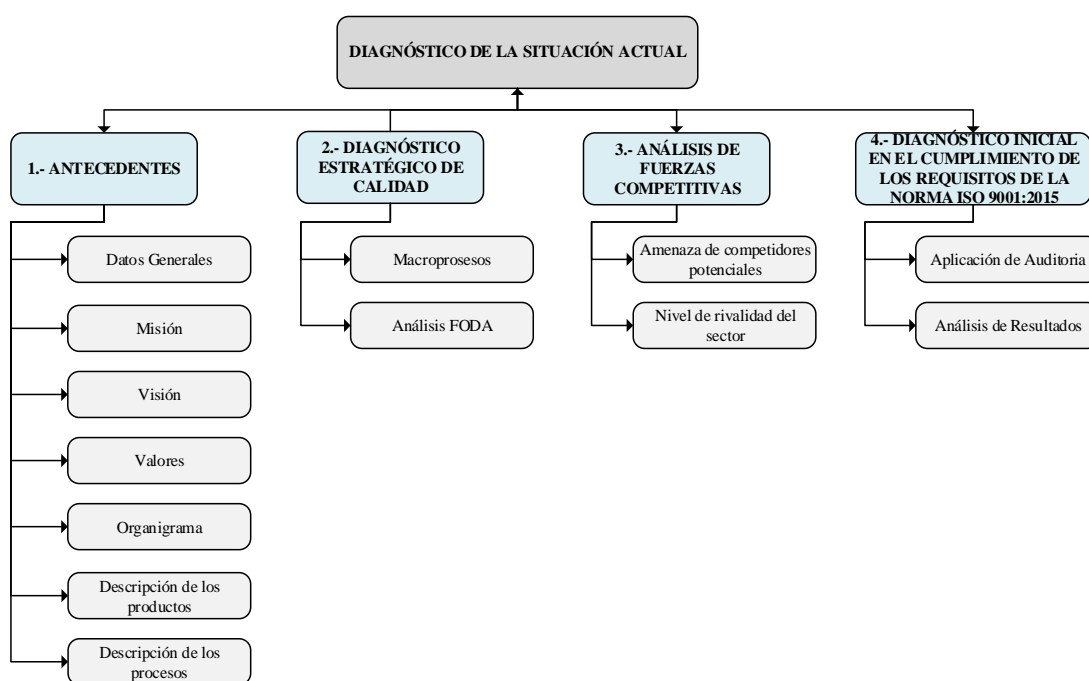 DIAGNÓSTICO DE LA SITUACIÓN ACTUAL
1.- ANTECEDENTES
Datos Generales
Misión
Visión
Valores
Organigrama
Descripción de los
productos
Descripción de los
procesos
2.- DIAGNÓSTICO
ESTRATÉGICO DE
CALIDAD
Macroprosesos
Análisis FODA
3.- ANÁLISIS DE
FUERZAS
COMPETITIVAS
Amenaza de competidores
potenciales
Nivel de rivalidad del
sector
4.- DIAGNÓSTICO INICIAL
EN EL CUMPLIMIENTO DE
LOS REQUISITOS DE LA
NORMA ISO 9001:2015
Aplicación de Auditoria
Análisis de Resultados